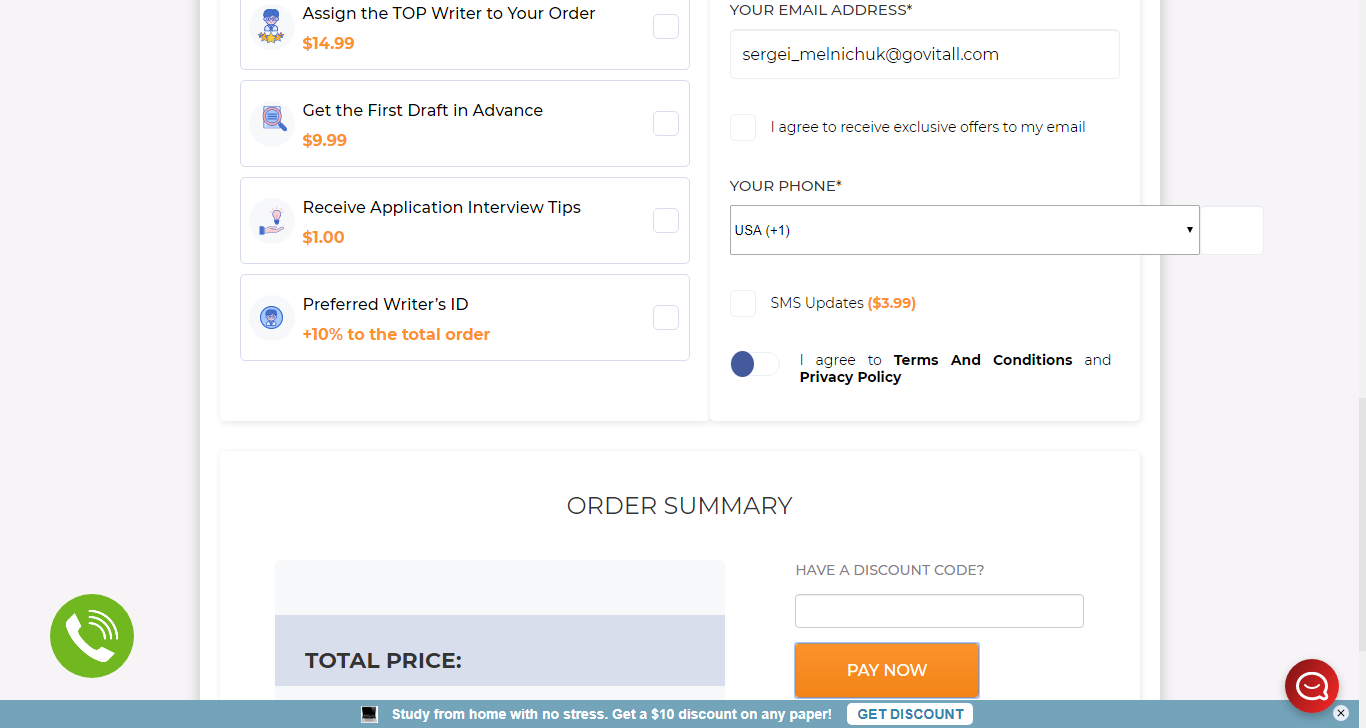 Assign the TOP Writer to Your Order
$14.99
Get the First Draft in Advance
$9.99
Receive Application Interview Tips
$1.00
Preferred Writer’s ID
+10% to the total order
YOUR EMAIL ADDRESS*
sergei_melnichuk@govitall.com
I agree to receive exclusive offers to my email
YOUR PHONE*
USA (+1)
SMS Updates ($3.99)
I agree to Terms And Conditions and
Privacy Policy
ORDER SUMMARY
TOTAL PRICE:
HAVE A DISCOUNT CODE?
PAY NOW
Study from home with no stress. Get a $10 discount on any paper! GET DISCOUNT